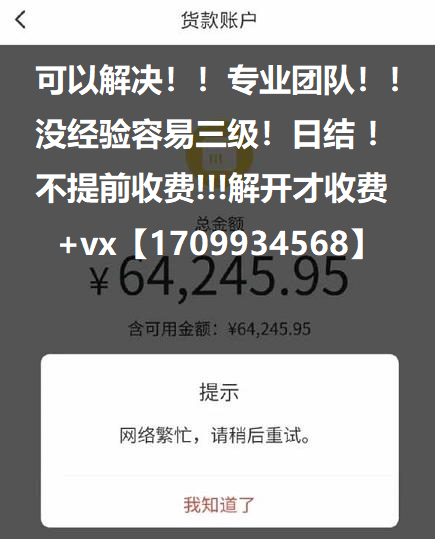 货款账户
可以解决！！专业团队！！
没经验容易三级！日结！
不提前收费!!!解开才收费
总金额
+vx【1709934568】
¥64,245.95
含可用金额：¥64,245.95
提示
网络繁忙，请稍后重试。
我知道了